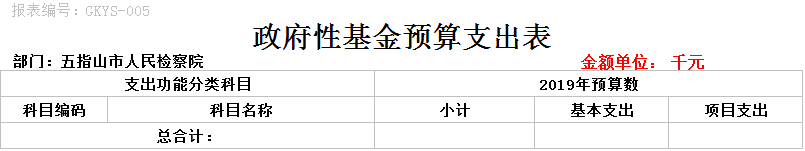 报表编号：GKYS-005
政府性基金预算支出表
部门：五指山市人民检察院 金额单位： 千元
支出功能分类科目 2019年预算数
科目编码 科目名称 小计 基本支出 项目支出
总合计：